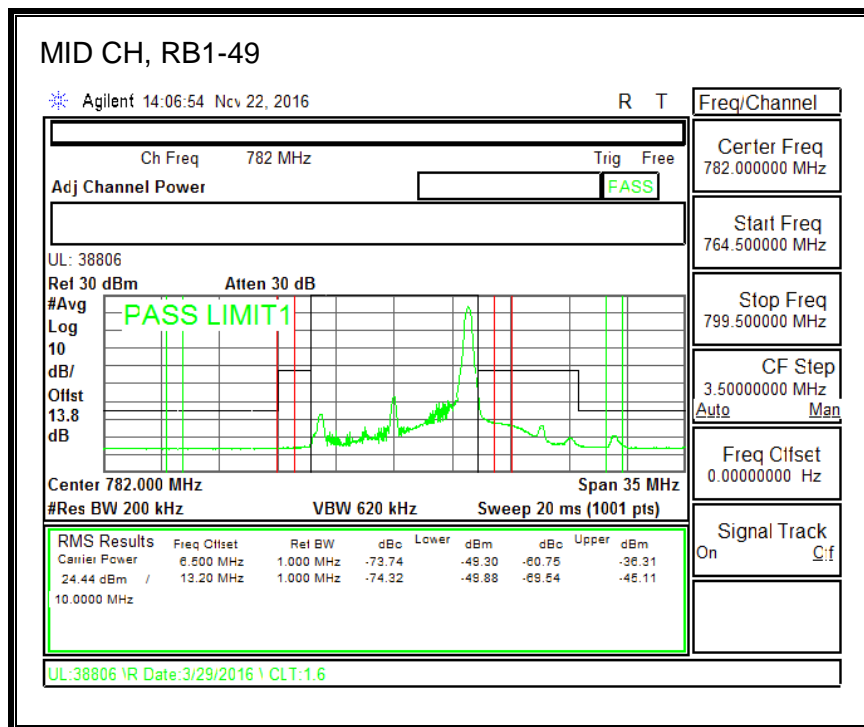 MID CH, RB1-49
Agilent 14:06:54 Nov 22, 2016 R T
Freq/Channel
Ch Freq 782 MHz Trig Free
Adj Channel Power PASS
Center Freq
782.000000 MHz
Start Freq
764.500000 MHz
Stop Freq
799.500000 MHz
CF Step
3.50000000 MHz
Auto Man
Freq Offset
0.00000000 Hz
Signal Track
On Off
UL: 38806
Ref 30 dBm Atten 30 dB
#Avg
Log
10
dB/
Offst
13.8
dB
PASS LIMIT1
Center 782.000 MHz Span 35 MHz
#Res BW 200 kHz VBW 620 kHz Sweep 20 ms (1001 pts)
RMS Results Freq Offset Ref BW dBc Lower dBm dBc Upper dBm
Carrier Power 6.500 MHz 1.000 MHz -73.74 -49.30 -60.75 -36.31
24.44 dBm / 13.20 MHz 1.000 MHz -74.32 -49.88 -69.54 -45.11
10.0000 MHz
UL:38806 \R Date:3/29/2016 \ CLT:1.6